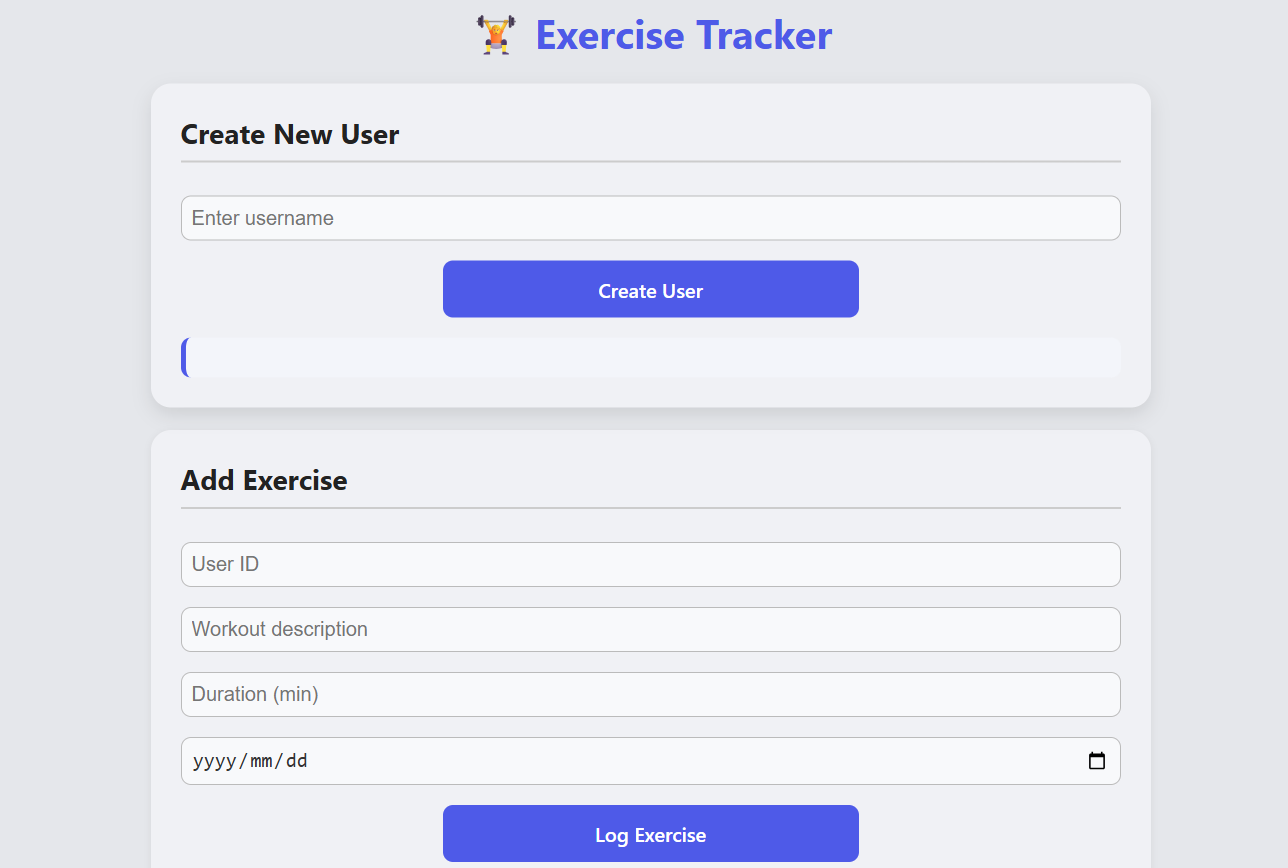 Exercise Tracker
Create New User
Enter username
Create User
Add Exercise
User ID
Workout description
Duration (min)
yyyy/mm/dd
Log Exercise